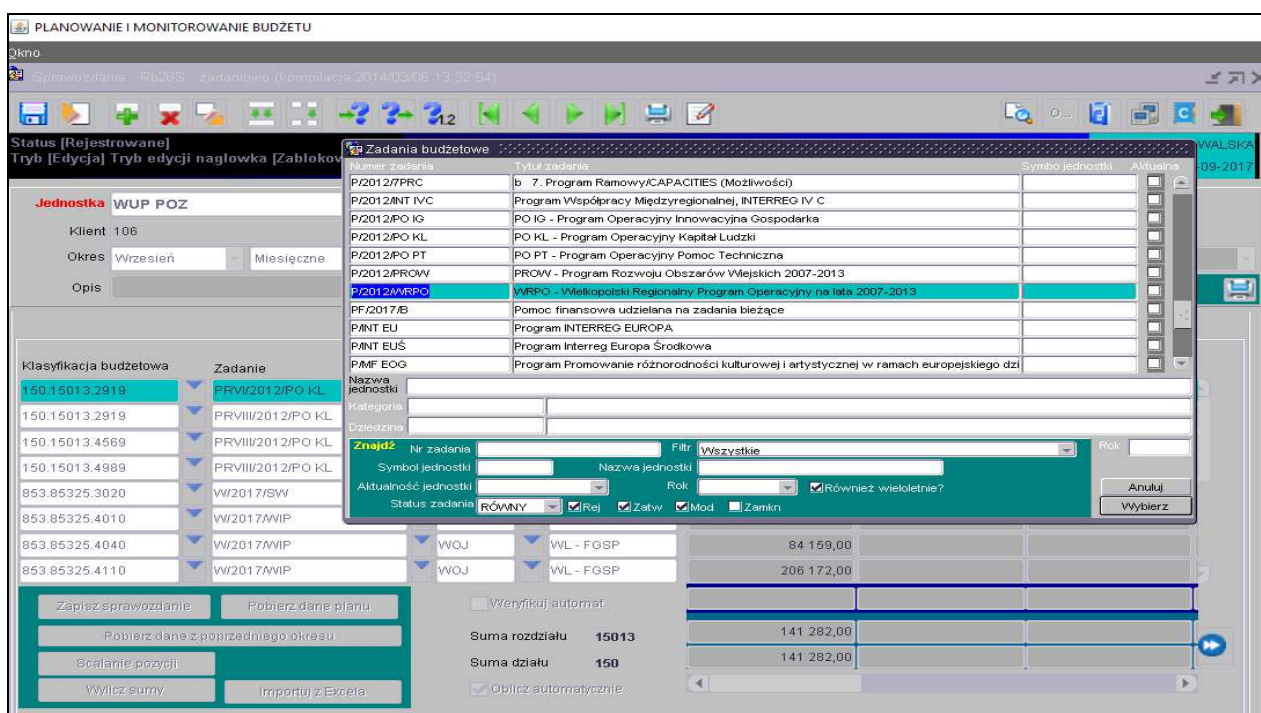 PLANOWANIE I MONITOROWANIE BUDŻETU
Okno
Sprawozdanie Rb28S zadaniowo (kompilacja 2014/03/06 13:32:54)
1.2
O...
C
Status [Rejestrowane]
Tryb [Edycja] Tryb edycji naglowka [Zablokow
WALSKA
-09-2017
Jednostka WUP POZ
Klient 106
Okres Wrzesień Miesięczne
Opis
Klasyfikacja budżetowa Zadanie
150.15013.2919 PRVI/2012/PO KL
150.15013.2919 PRVIII/2012/PO KL
150.15013.4569 PRVIII/2012/PO KL
150.15013.4989 PRVIII/2012/PO KL
853.85325.3020 W/2017/SW
853.85325.4010 W/2017/WIP
853.85325.4040 W/2017/WIP WOJ WL - FGSP 84 159,00
853.85325.4110 W/2017/WIP WOJ WL - FGSP 206 172,00
Zadania budżetowe
Numer zadania Tytuł zadania Symbo jednostki Aktualna
P/2012/7PRC b 7. Program Ramowy/CAPACITIES (Możliwości)
P/2012/INT IVC Program Współpracy Międzyregionalnej, INTERREG IV C
P/2012/PO IG PO IG - Program Operacyjny Innowacyjna Gospodarka
P/2012/PO KL PO KL - Program Operacyjny Kapitał Ludzki
P/2012/PO PT PO PT - Program Operacyjny Pomoc Techniczna
P/2012/PROW PROW - Program Rozwoju Obszarów Wiejskich 2007-2013
P/2012/WRPO WRPO - Wielkopolski Regionalny Program Operacyjny na lata 2007-2013
PF/2017/B Pomoc finansowa udzielana na zadania bieżące
P/INT EU Program INTERREG EUROPA
P/INT EUŚ Program Interreg Europa Środkowa
P/MF EOG Program Promowanie różnorodności kulturowej i artystycznej w ramach europejskiego dzi
Nazwa
jednostki
Kategoria
Dziedzina
Znajdź Nr zadania Filtr Wszystkie Rok
Symbol jednostki Nazwa jednostki
Aktualność jednostki Rok Również wieloletnie? Anuluj
Status zadania RÓWNY Rej Zatw Mod Zamkn Wybierz
Zapisz sprawozdanie Pobierz dane planu
Pobierz dane z poprzedniego okresu
Scalanie pozycji
Wylicz sumy Importuj z Excela
Weryfikuj automat.
Suma rozdziału 15013 141 282,00
Suma działu 150 141 282,00
Oblicz automatycznie